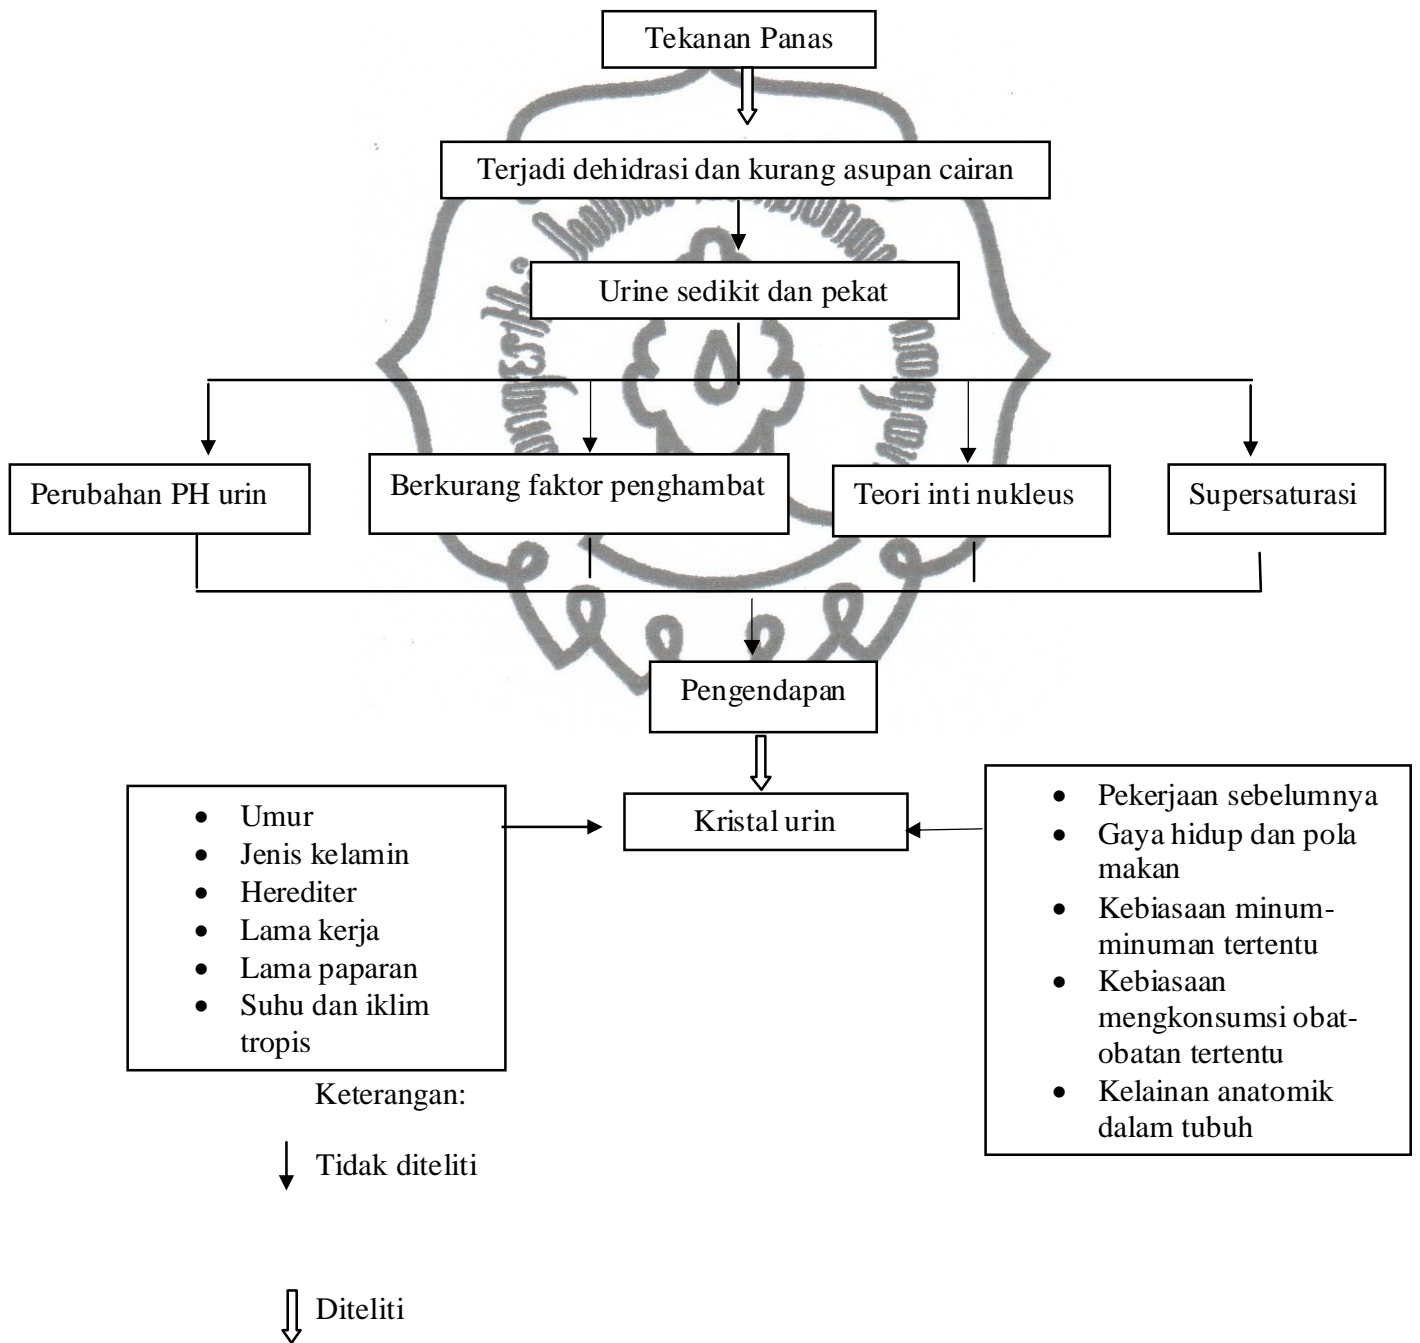 Tekanan Panas
Terjadi dehidrasi dan kurang asupan cairan
Urine sedikit dan pekat
Perubahan PH urin
Berkurang faktor penghambat
Teori inti nukleus
Supersaturasi
Pengendapan
Kristal urin
• Umur
• Jenis kelamin
• Herediter
• Lama kerja
• Lama paparan
• Suhu dan iklim
tropis
• Pekerjaan sebelumnya
• Gaya hidup dan pola
makan
• Kebiasaan minum-
minuman tertentu
• Kebiasaan
mengkonsumsi obat-
obatan tertentu
• Kelainan anatomik
dalam tubuh
Keterangan:
Tidak diteliti
Diteliti